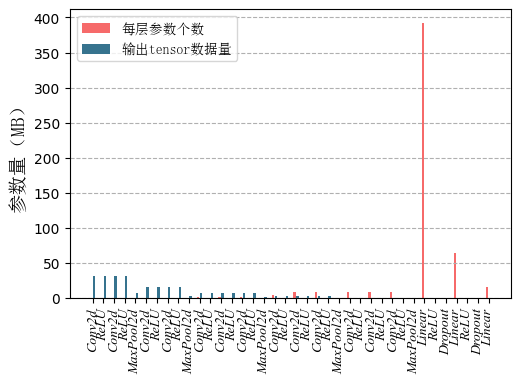 每层参数个数
输出tensor数据量
参数量 (MB)
400
350
300
250
200
150
100
50
0
Conv2d
ReLU
Conv2d
ReLU
MaxPool2d
Conv2d
ReLU
Conv2d
ReLU
MaxPool2d
Conv2d
ReLU
Conv2d
ReLU
Conv2d
ReLU
MaxPool2d
Conv2d
ReLU
Conv2d
ReLU
Conv2d
ReLU
MaxPool2d
Conv2d
ReLU
Conv2d
ReLU
Conv2d
ReLU
MaxPool2d
Linear
ReLU
Dropout
Linear
ReLU
Dropout
Linear